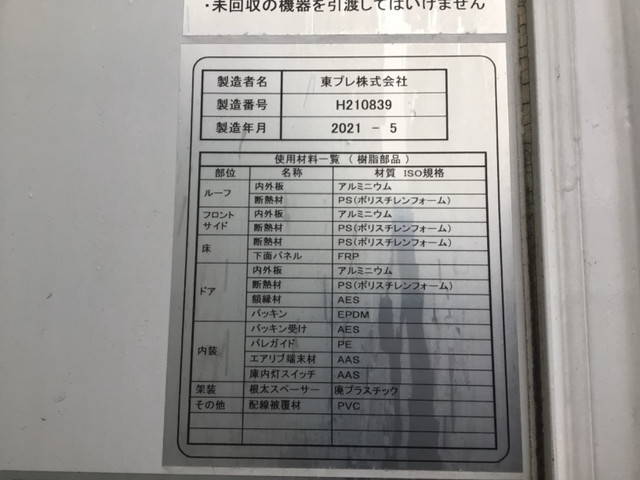 ・未回収の機器を引渡してはいけません
製造者名 東プレ株式会社
製造番号 H210839
製造年月 2021 - 5
使用材料一覧（樹脂部品）
部位 名称 材質 ISO規格
ルーフ 内外板 アルミニウム
断熱材 PS(ポリスチレンフォーム)
フロント サイド 内外板 アルミニウム
断熱材 PS(ポリスチレンフォーム)
床 断熱材 PS(ポリスチレンフォーム)
下面パネル FRP
ドア 内外板 アルミニウム
断熱材 PS(ポリスチレンフォーム)
額縁材 AES
パッキン EPDM
内装 パッキン受け AES
パレガイド PE
エアリブ端末材 AAS
庫内灯スイッチ AAS
架装 根太スペーサー 廃プラスチック
その他 配線被覆材 PVC